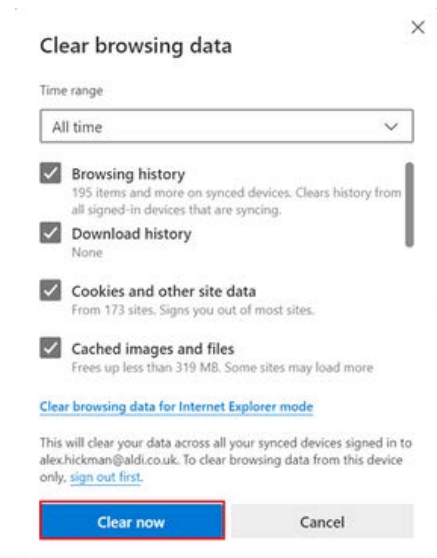 Clear browsing data
Time range
All time
Browsing history
195 items and more on synced devices. Clears history from
all signed-in devices that are syncing.
Download history
None
Cookies and other site data
From 173 sites. Signs you out of most sites.
Cached images and files
Frees up less than 319 MB. Some sites may load more
Clear browsing data for Internet Explorer mode
This will clear your data across all your synced devices signed in to
alex.hickman@aldi.co.uk. To clear browsing data from this device
only, sign out first.
Clear now
Cancel